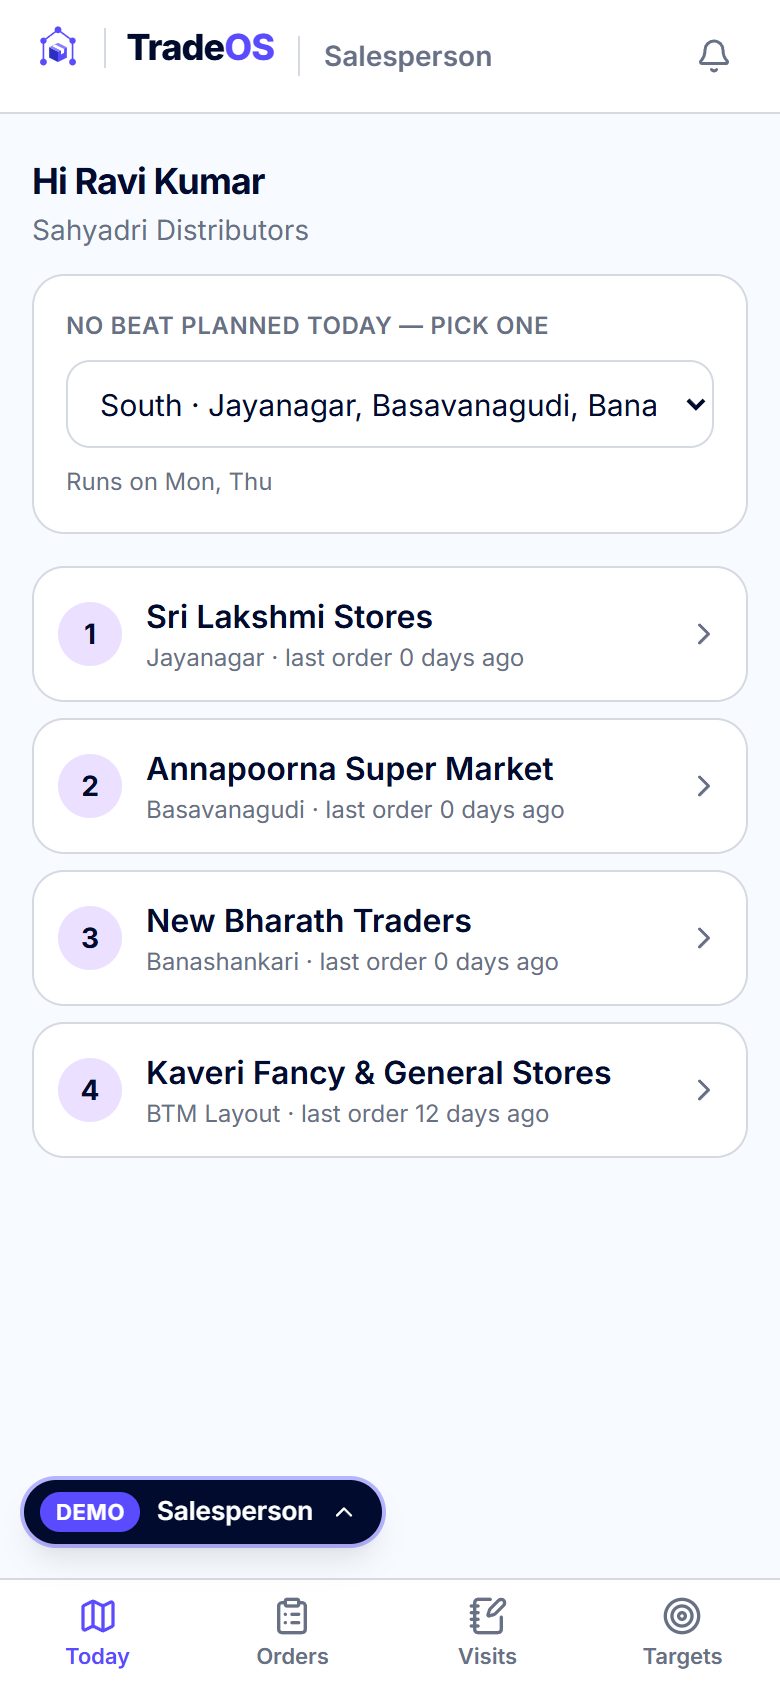 TradeOS
Salesperson
Hi Ravi Kumar
Sahyadri Distributors
NO BEAT PLANNED TODAY — PICK ONE
South · Jayanagar, Basavanagudi, Bana
Runs on Mon, Thu
1
Sri Lakshmi Stores
Jayanagar · last order 0 days ago
2
Annapoorna Super Market
Basavanagudi · last order 0 days ago
3
New Bharath Traders
Banashankari · last order 0 days ago
4
Kaveri Fancy & General Stores
BTM Layout · last order 12 days ago
DEMO Salesperson
Today Orders Visits Targets